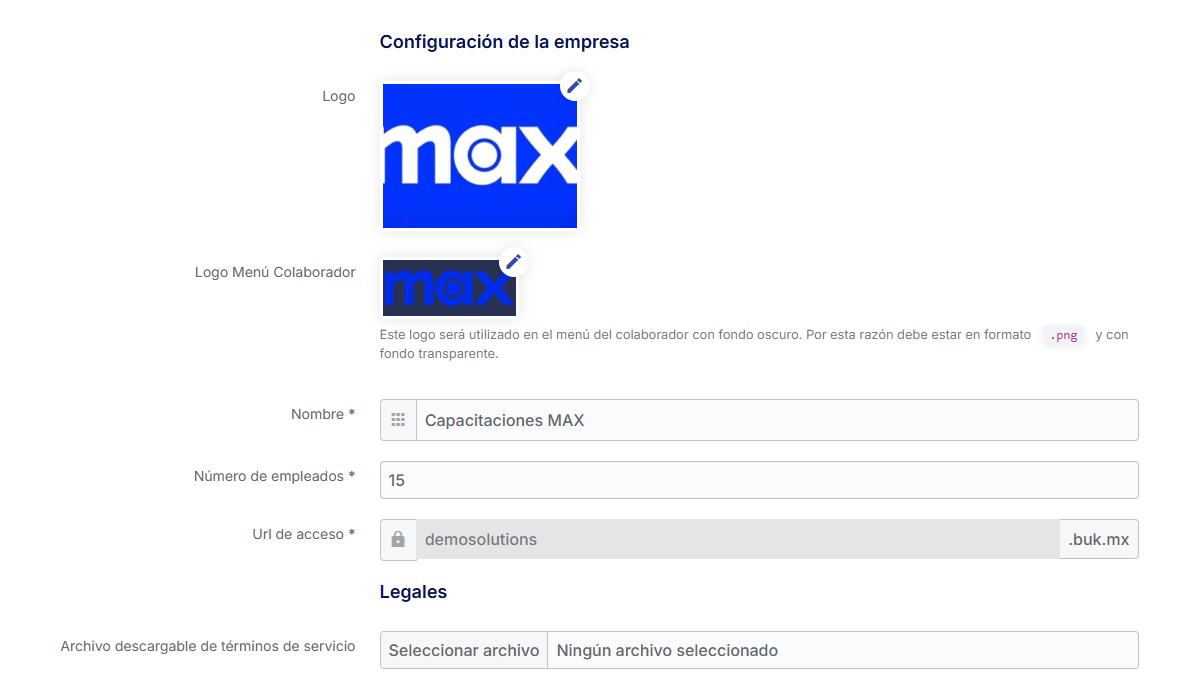 Configuración de la empresa
Logo
max
Logo Menú Colaborador
max
Este logo será utilizado en el menú del colaborador con fondo oscuro. Por esta razón debe estar en formato .png y con
fondo transparente.
Nombre *
Capacitaciones MAX
Número de empleados *
15
Url de acceso *
demosolutions
.buk.mx
Legales
Archivo descargable de términos de servicio
Seleccionar archivo
Ningún archivo seleccionado